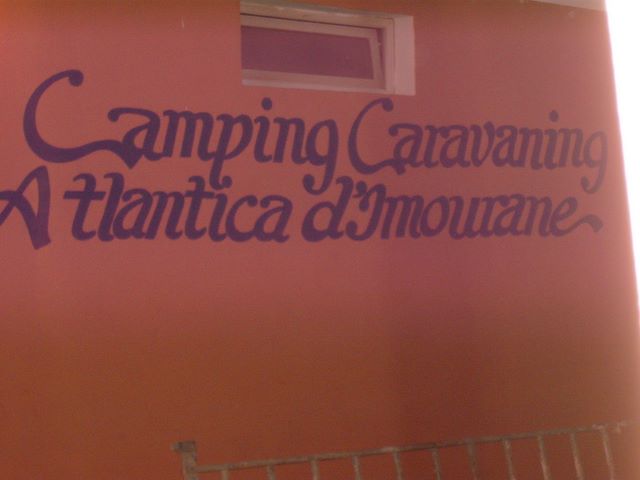 Camping Caravaning
Atlantica d'Imourane